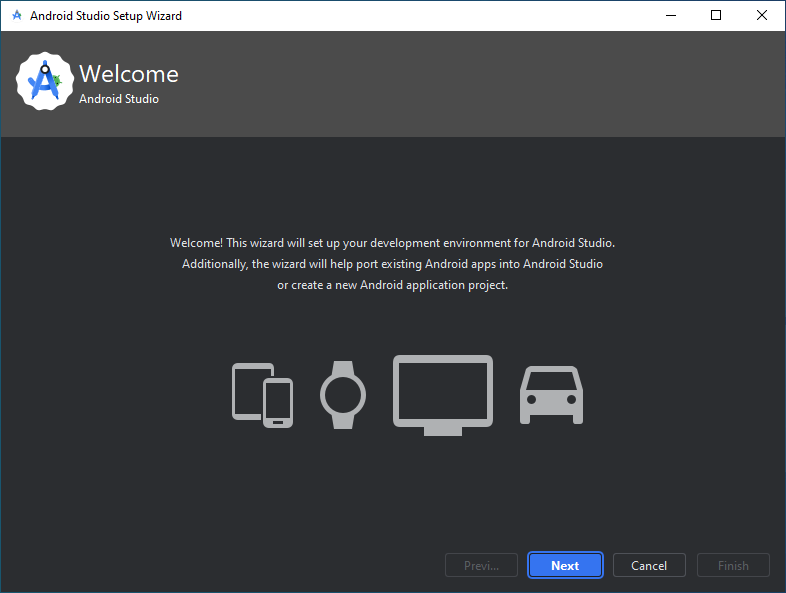 Android Studio Setup Wizard
Welcome
Android Studio
Welcome! This wizard will set up your development environment for Android Studio.
Additionally, the wizard will help port existing Android apps into Android Studio
or create a new Android application project.
Previ...
Next
Cancel
Finish